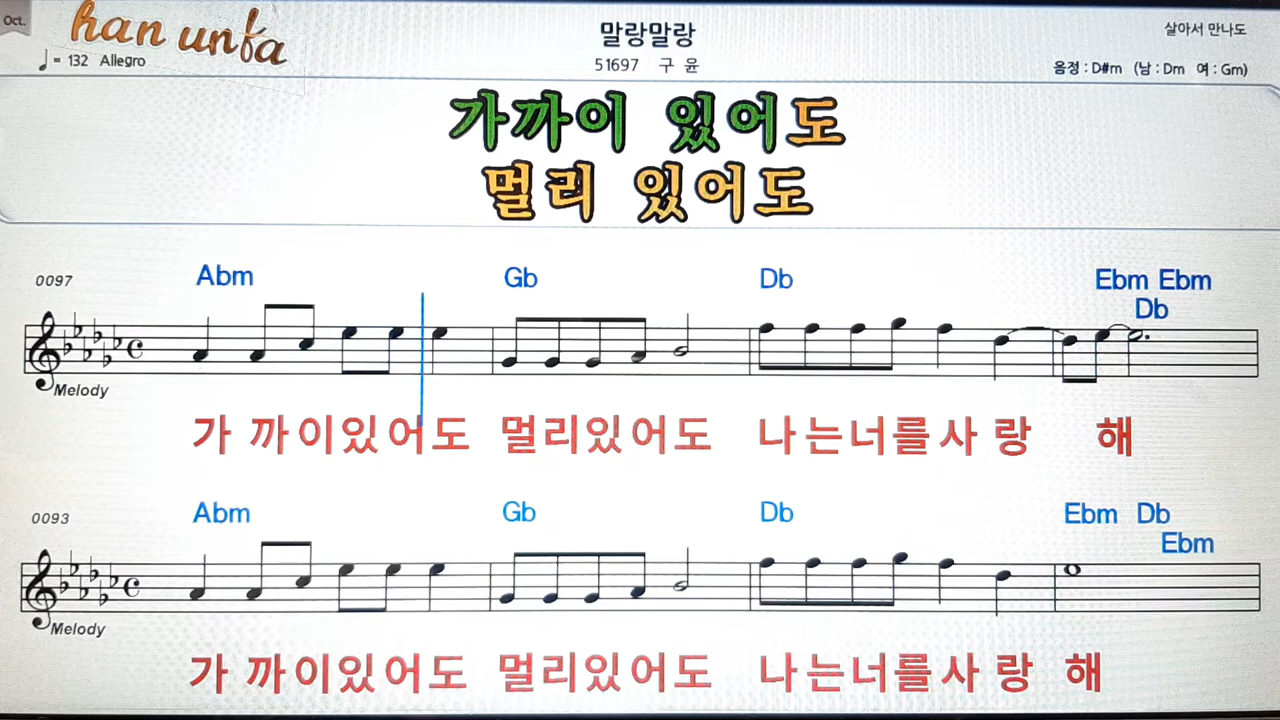 Oct.
han unfa
말랑말랑
살아서 만나도
♩ = 132 Allegro
51697 구 윤
음정 : D#m (남 : Dm 여 : Gm)
가까이 있어도
멀리 있어도
0097
Abm Gb Db Ebm Ebm
Db
Melody
가 까이있어도 멀리있어도 나는너를사 랑 해
0093
Abm Gb Db Ebm Db
Ebm
Melody
가 까이있어도 멀리있어도 나는너를사 랑 해